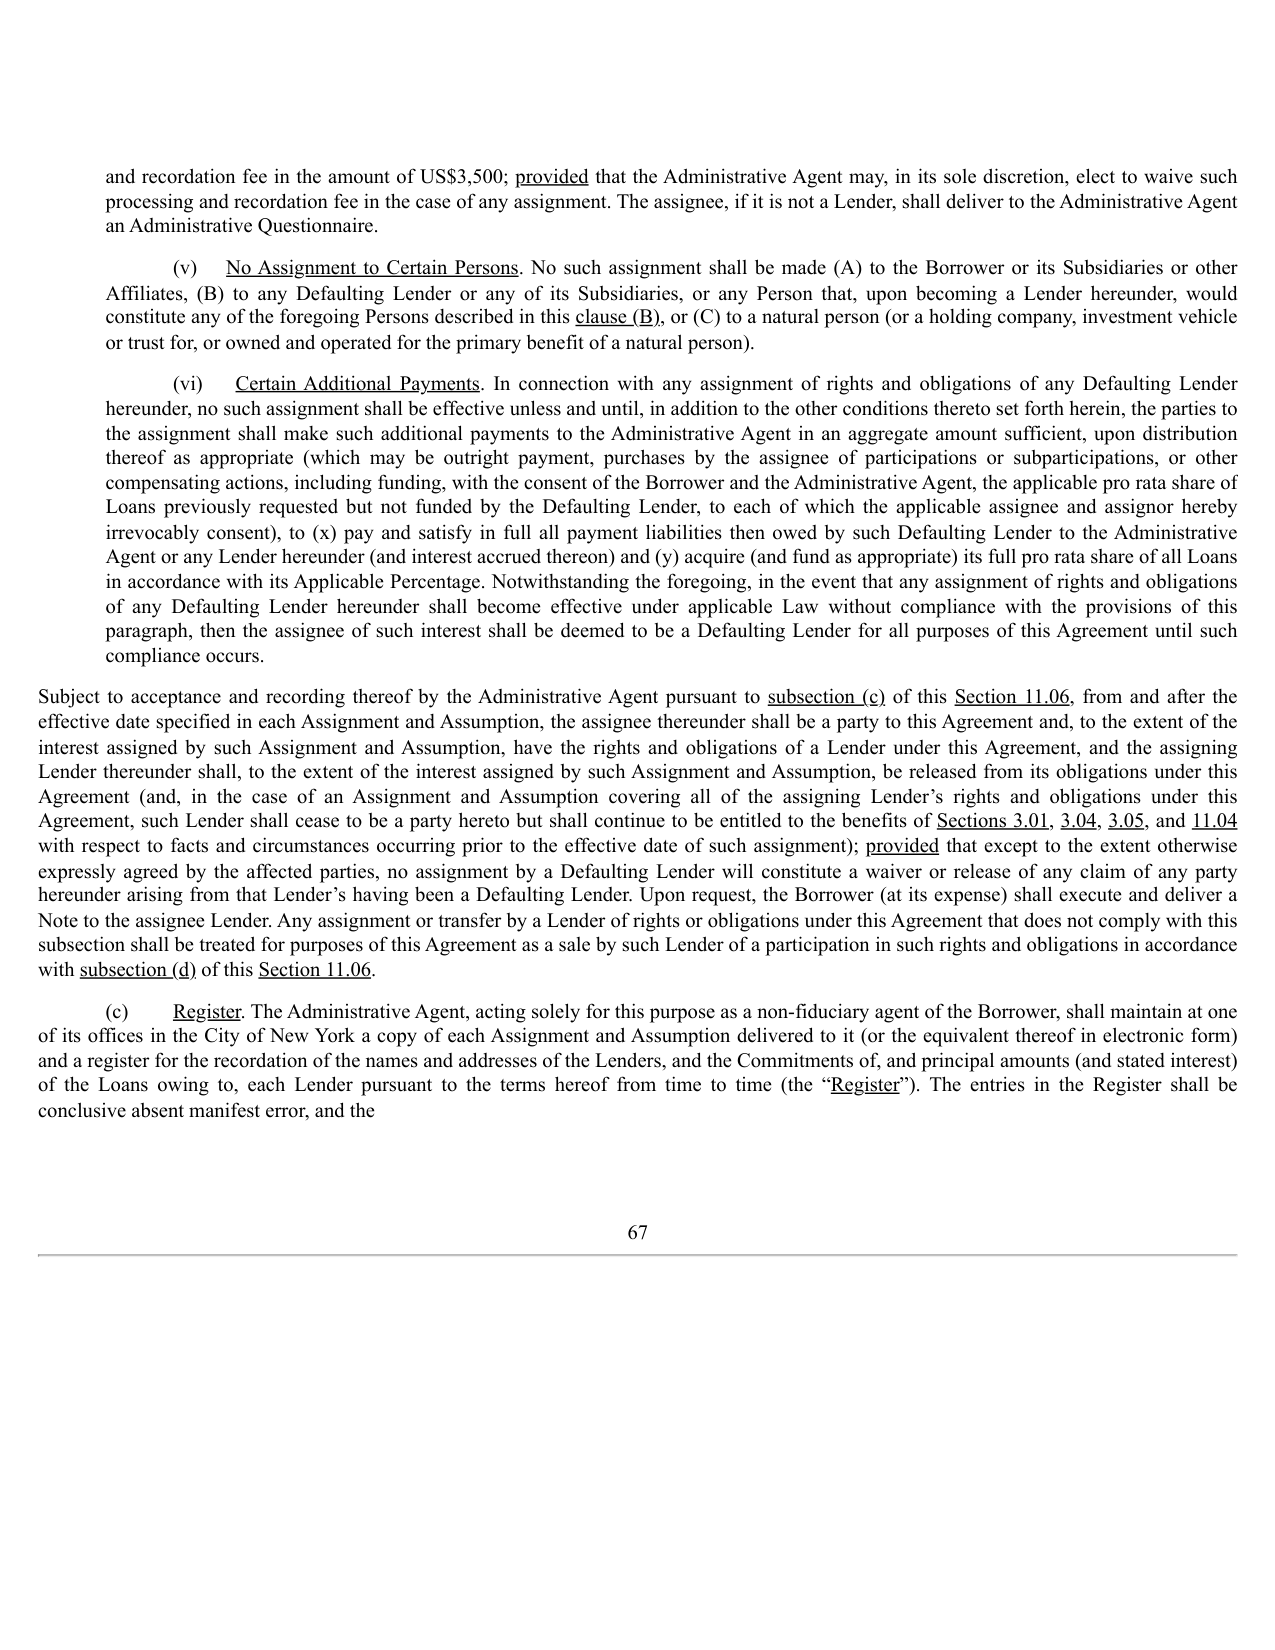 and recordation fee in the amount of US$3,500; provided that the Administrative Agent may, in its sole discretion, elect to waive such
processing and recordation fee in the case of any assignment. The assignee, if it is not a Lender, shall deliver to the Administrative Agent
an Administrative Questionnaire.
(v) No Assignment to Certain Persons. No such assignment shall be made (A) to the Borrower or its Subsidiaries or other
Affiliates, (B) to any Defaulting Lender or any of its Subsidiaries, or any Person that, upon becoming a Lender hereunder, would
constitute any of the foregoing Persons described in this clause (B), or (C) to a natural person (or a holding company, investment vehicle
or trust for, or owned and operated for the primary benefit of a natural person).
(vi) Certain Additional Payments. In connection with any assignment of rights and obligations of any Defaulting Lender
hereunder, no such assignment shall be effective unless and until, in addition to the other conditions thereto set forth herein, the parties to
the assignment shall make such additional payments to the Administrative Agent in an aggregate amount sufficient, upon distribution
thereof as appropriate (which may be outright payment, purchases by the assignee of participations or subparticipations, or other
compensating actions, including funding, with the consent of the Borrower and the Administrative Agent, the applicable pro rata share of
Loans previously requested but not funded by the Defaulting Lender, to each of which the applicable assignee and assignor hereby
irrevocably consent), to (x) pay and satisfy in full all payment liabilities then owed by such Defaulting Lender to the Administrative
Agent or any Lender hereunder (and interest accrued thereon) and (y) acquire (and fund as appropriate) its full pro rata share of all Loans
in accordance with its Applicable Percentage. Notwithstanding the foregoing, in the event that any assignment of rights and obligations
of any Defaulting Lender hereunder shall become effective under applicable Law without compliance with the provisions of this
paragraph, then the assignee of such interest shall be deemed to be a Defaulting Lender for all purposes of this Agreement until such
compliance occurs.
Subject to acceptance and recording thereof by the Administrative Agent pursuant to subsection (c) of this Section 11.06, from and after the
effective date specified in each Assignment and Assumption, the assignee thereunder shall be a party to this Agreement and, to the extent of the
interest assigned by such Assignment and Assumption, have the rights and obligations of a Lender under this Agreement, and the assigning
Lender thereunder shall, to the extent of the interest assigned by such Assignment and Assumption, be released from its obligations under this
Agreement (and, in the case of an Assignment and Assumption covering all of the assigning Lender’s rights and obligations under this
Agreement, such Lender shall cease to be a party hereto but shall continue to be entitled to the benefits of Sections 3.01, 3.04, 3.05, and 11.04
with respect to facts and circumstances occurring prior to the effective date of such assignment); provided that except to the extent otherwise
expressly agreed by the affected parties, no assignment by a Defaulting Lender will constitute a waiver or release of any claim of any party
hereunder arising from that Lender’s having been a Defaulting Lender. Upon request, the Borrower (at its expense) shall execute and deliver a
Note to the assignee Lender. Any assignment or transfer by a Lender of rights or obligations under this Agreement that does not comply with this
subsection shall be treated for purposes of this Agreement as a sale by such Lender of a participation in such rights and obligations in accordance
with subsection (d) of this Section 11.06.
(c) Register. The Administrative Agent, acting solely for this purpose as a non-fiduciary agent of the Borrower, shall maintain at one
of its offices in the City of New York a copy of each Assignment and Assumption delivered to it (or the equivalent thereof in electronic form)
and a register for the recordation of the names and addresses of the Lenders, and the Commitments of, and principal amounts (and stated interest)
of the Loans owing to, each Lender pursuant to the terms hereof from time to time (the “Register”). The entries in the Register shall be
conclusive absent manifest error, and the
67